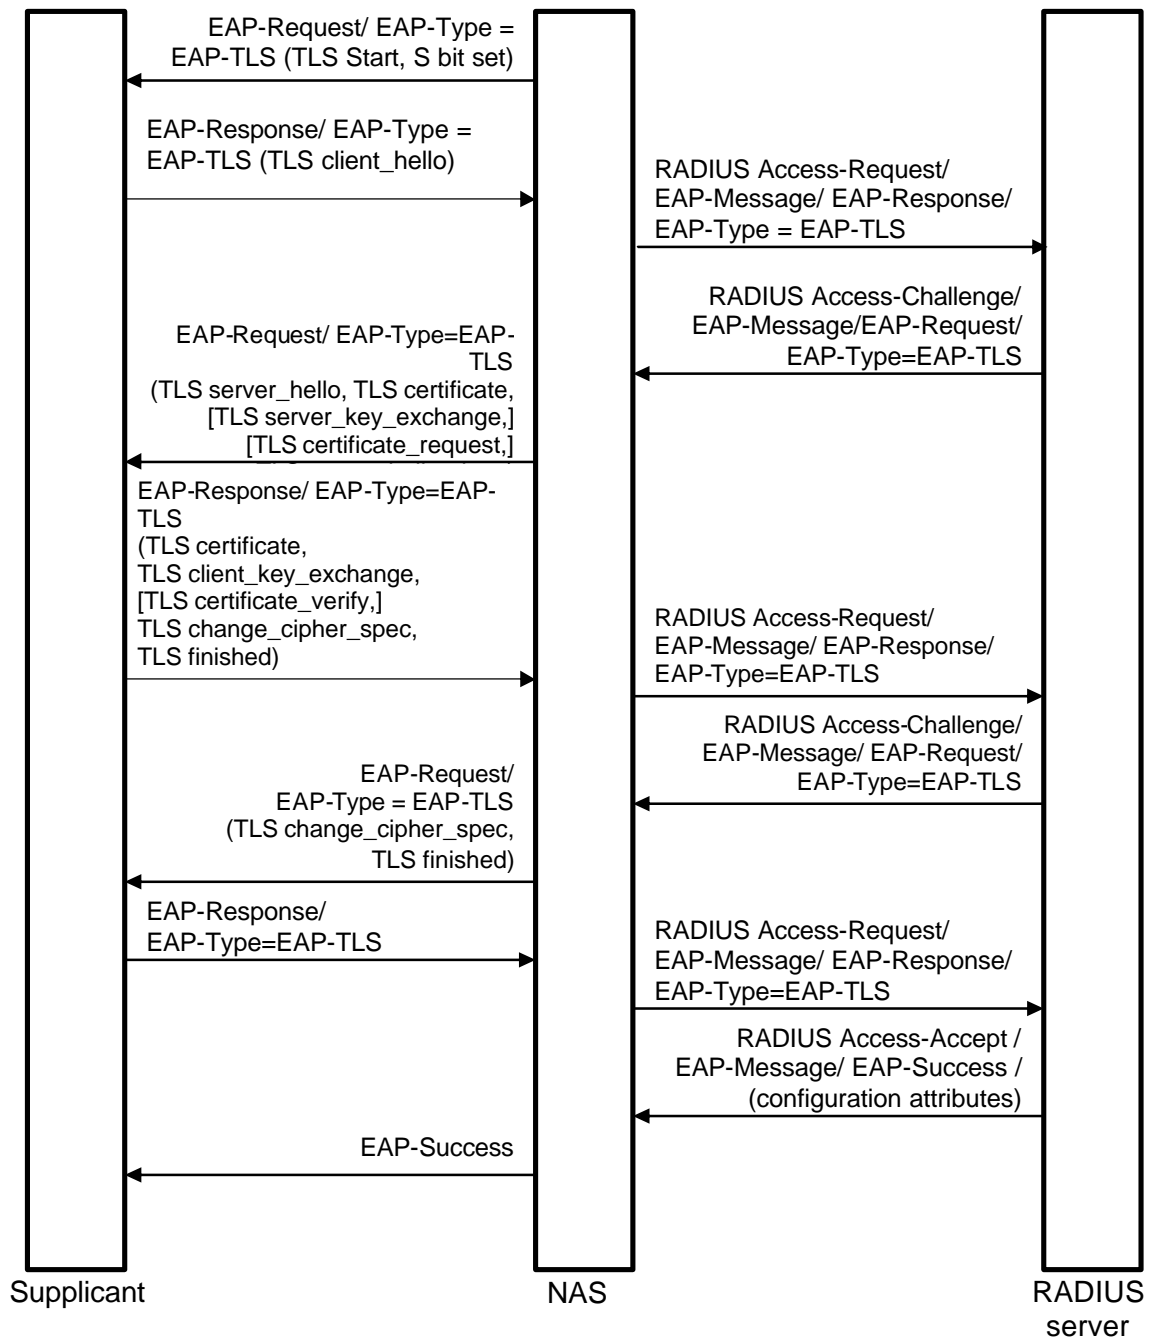 EAP-Request/ EAP-Type =
EAP-TLS (TLS Start, S bit set)
EAP-Response/ EAP-Type =
EAP-TLS (TLS client_hello)
RADIUS Access-Request/
EAP-Message/ EAP-Response/
EAP-Type = EAP-TLS
RADIUS Access-Challenge/
EAP-Message/EAP-Request/
EAP-Type=EAP-TLS
EAP-Request/ EAP-Type=EAP-
TLS
(TLS server_hello, TLS certificate,
[TLS server_key_exchange,]
[TLS certificate_request,]
EAP-Response/ EAP-Type=EAP-
TLS
(TLS certificate,
TLS client_key_exchange,
[TLS certificate_verify,]
TLS change_cipher_spec,
TLS finished)
RADIUS Access-Request/
EAP-Message/ EAP-Response/
EAP-Type=EAP-TLS
RADIUS Access-Challenge/
EAP-Message/ EAP-Request/
EAP-Type=EAP-TLS
EAP-Request/
EAP-Type = EAP-TLS
(TLS change_cipher_spec,
TLS finished)
EAP-Response/
EAP-Type=EAP-TLS
RADIUS Access-Request/
EAP-Message/ EAP-Response/
EAP-Type=EAP-TLS
RADIUS Access-Accept /
EAP-Message/ EAP-Success /
(configuration attributes)
EAP-Success
Supplicant
NAS
RADIUS
server